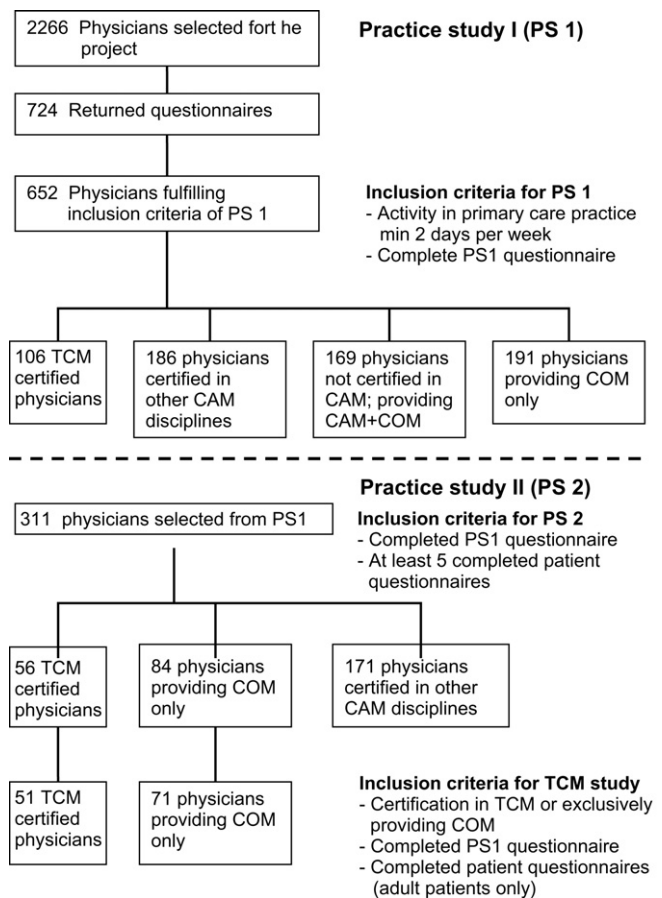 2266 Physicians selected fort he
project
Practice study I (PS 1)
724 Returned questionnaires
652 Physicians fulfilling
inclusion criteria of PS 1
Inclusion criteria for PS 1
- Activity in primary care practice
min 2 days per week
- Complete PS1 questionnaire
106 TCM
certified
physicians
186 physicians
certified in
other CAM
disciplines
169 physicians
not certified in
CAM; providing
CAM+COM
191 physicians
providing COM
only
Practice study II (PS 2)
311 physicians selected from PS1
Inclusion criteria for PS 2
- Completed PS1 questionnaire
- At least 5 completed patient
questionnaires
56 TCM
certified
physicians
84 physicians
providing COM
only
171 physicians
certified in other
CAM disciplines
51 TCM
certified
physicians
71 physicians
providing COM
only
Inclusion criteria for TCM study
- Certification in TCM or exclusively
providing COM
- Completed PS1 questionnaire
- Completed patient questionnaires
(adult patients only)